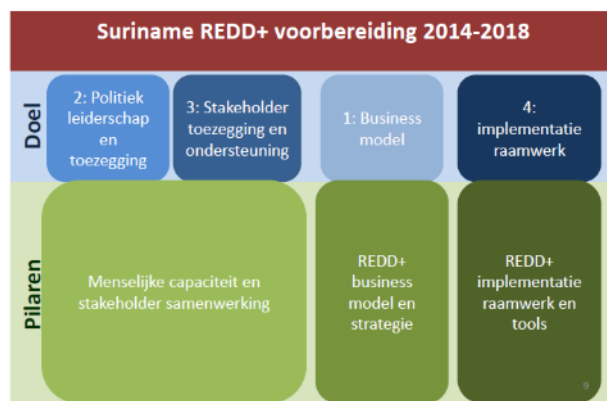 Suriname REDD+ voorbereiding 2014-2018
Doel
2: Politiek
leiderschap
en
toezegging
3: Stakeholder
toezegging en
ondersteuning
1: Business
model
4:
implementatie
raamwerk
Pilaren
Menselijke capaciteit en
stakeholder samenwerking
REDD+
business
model en
strategie
REDD+
implementatie
raamwerk en
tools
9